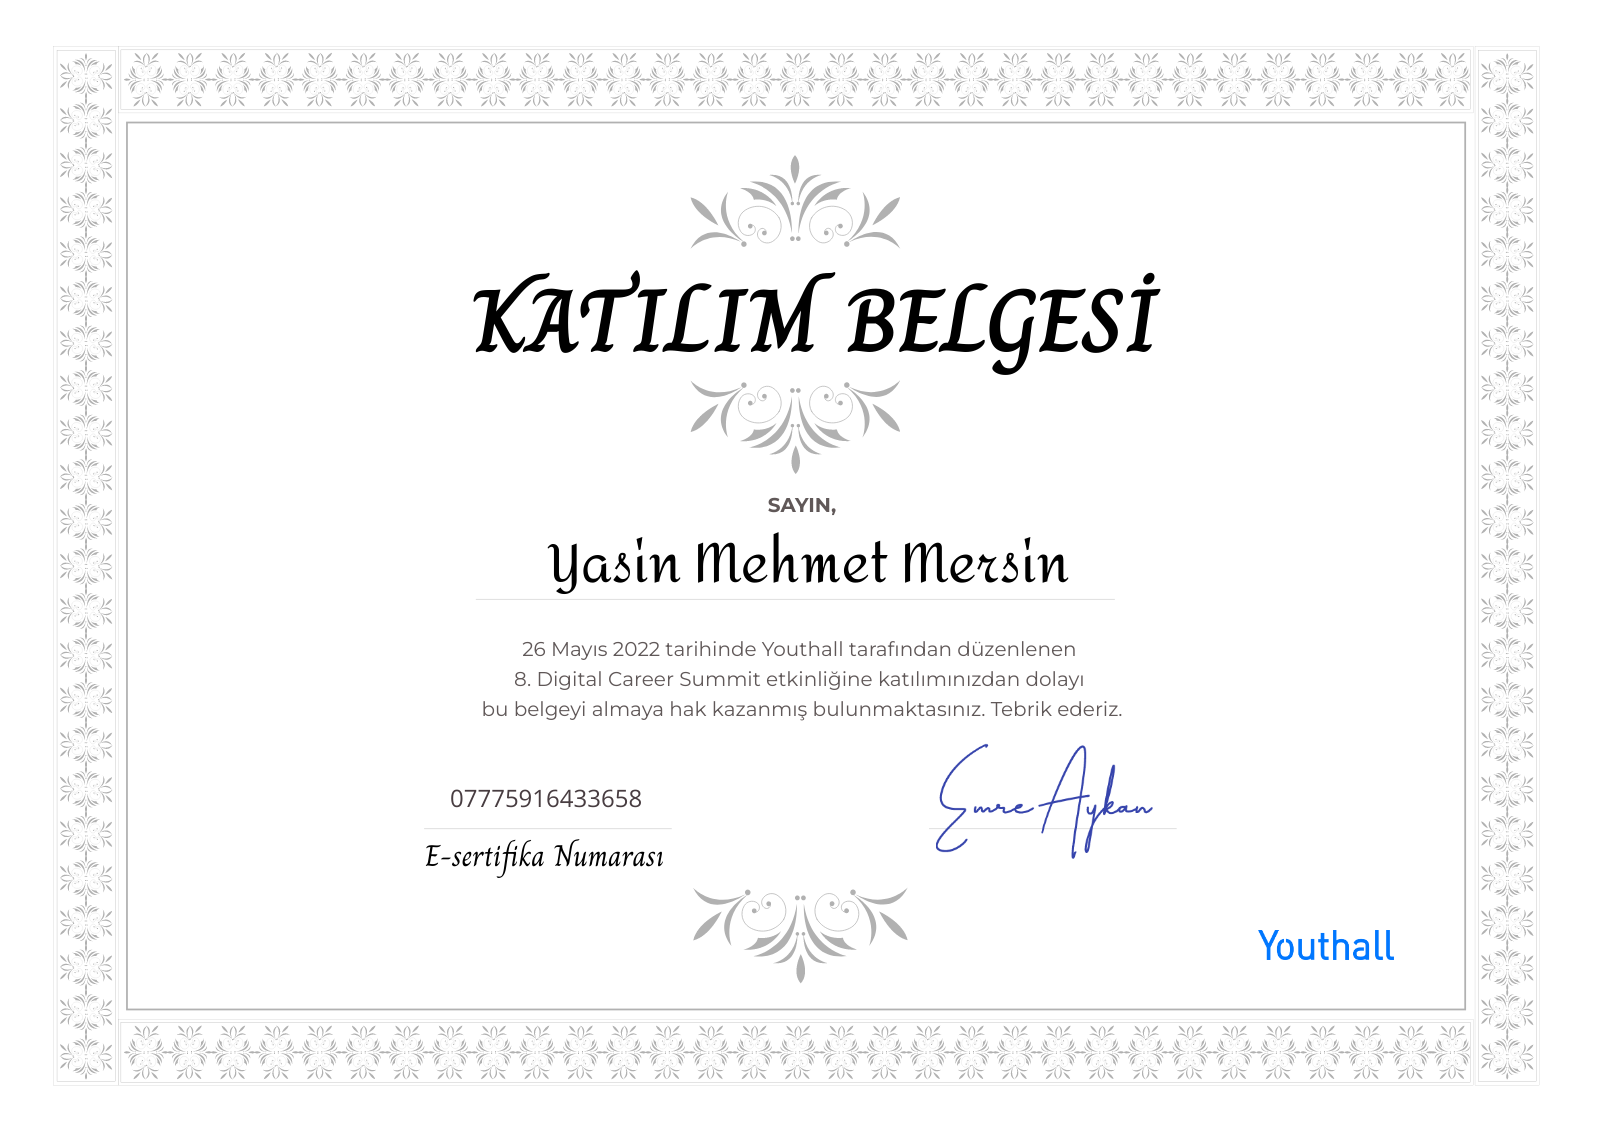 KATILIM BELGESİ
SAYIN,
Yasin Mehmet Mersin
26 Mayıs 2022 tarihinde Youthall tarafından düzenlenen
8. Digital Career Summit etkinliğine katılımınızdan dolayı
bu belgeyi almaya hak kazanmış bulunmaktasınız. Tebrik ederiz.
07775916433658
E-sertifika Numarası
Emre Aykan
Youthall